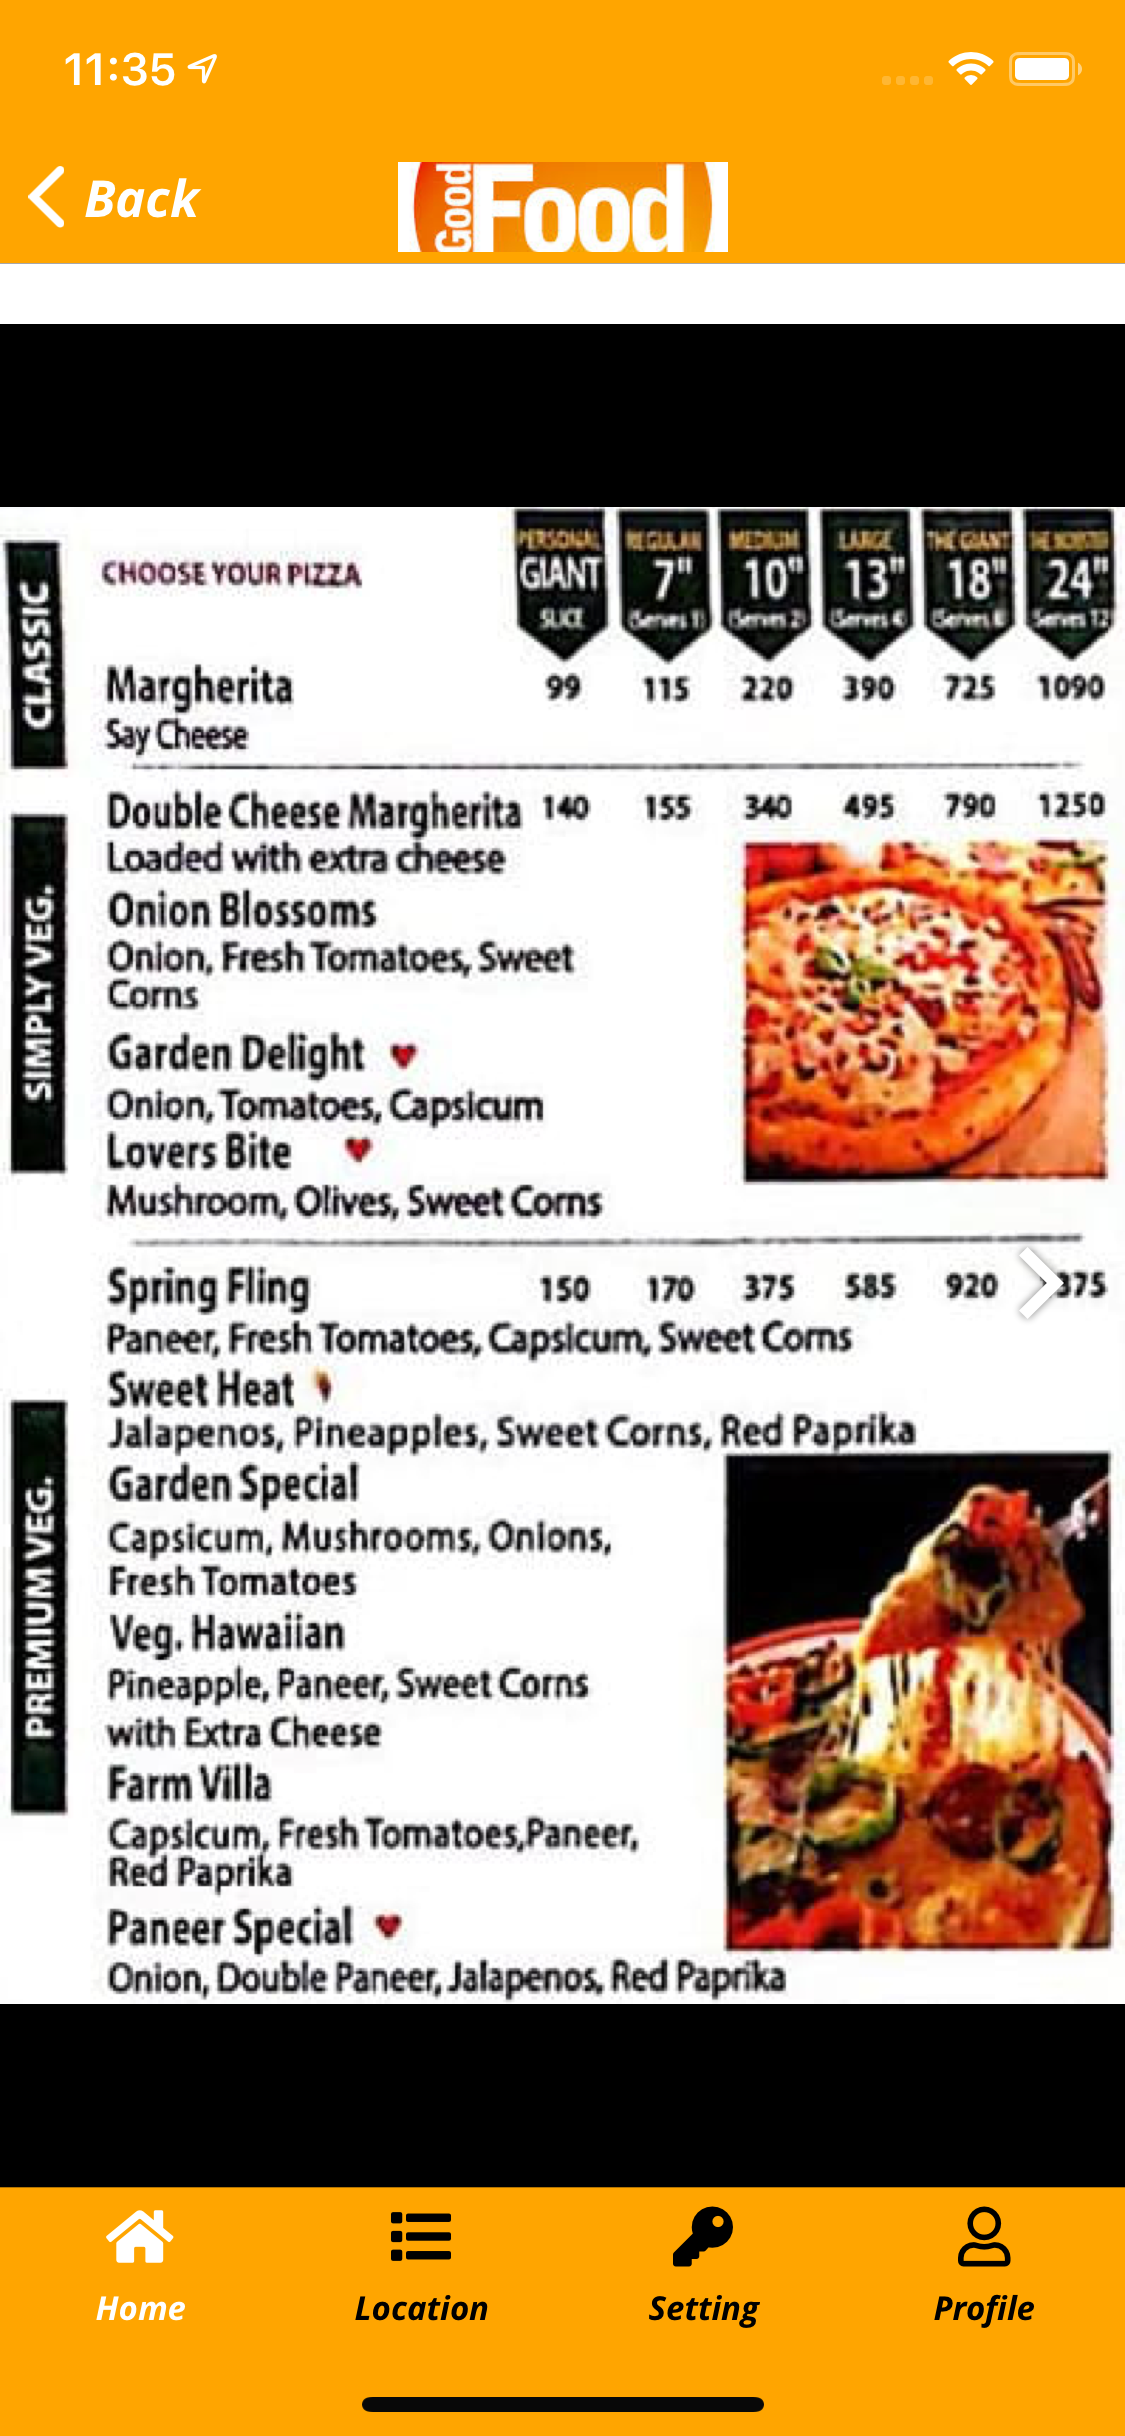 11:35
Back
Good
Food
CLASSIC
CHOOSE YOUR PIZZA
PERSONAL GIANT SLICE
REGULAR 7" (Serves 1)
MEDIUM 10" (Serves 2)
LARGE 13" (Serves 4)
THE GIANT 18"
24" Serves 12
Margherita 99 115 220 390 725 1090
Say Cheese
SIMPLY VEG.
Double Cheese Margherita 140 155 340 495 790 1250
Loaded with extra cheese
Onion Blossoms
Onion, Fresh Tomatoes, Sweet
Corns
Garden Delight
Onion, Tomatoes, Capsicum
Lovers Bite
Mushroom, Olives, Sweet Corns
PREMIUM VEG.
Spring Fling 150 170 375 585 920
Paneer, Fresh Tomatoes, Capsicum, Sweet Corns
Sweet Heat
Jalapenos, Pineapples, Sweet Corns, Red Paprika
Garden Special
Capsicum, Mushrooms, Onions,
Fresh Tomatoes
Veg. Hawaiian
Pineapple, Paneer, Sweet Corns
with Extra Cheese
Farm Villa
Capsicum, Fresh Tomatoes,Paneer,
Red Paprika
Paneer Special
Onion, Double Paneer, Jalapenos, Red Paprika
Home
Location
Setting
Profile